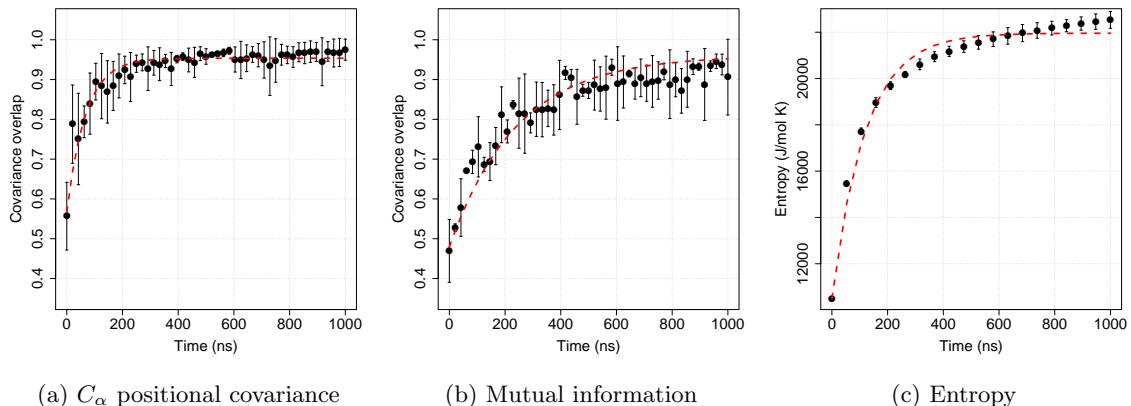 1.0
0.9
0.8
0.7
0.6
0.5
0.4
Covariance overlap
0 200 400 600 800 1000
Time (ns)
(a) Cα positional covariance
1.0
0.9
0.8
0.7
0.6
0.5
0.4
Covariance overlap
0 200 400 600 800 1000
Time (ns)
(b) Mutual information
20000
16000
12000
Entropy (J/mol K)
0 200 400 600 800 1000
Time (ns)
(c) Entropy